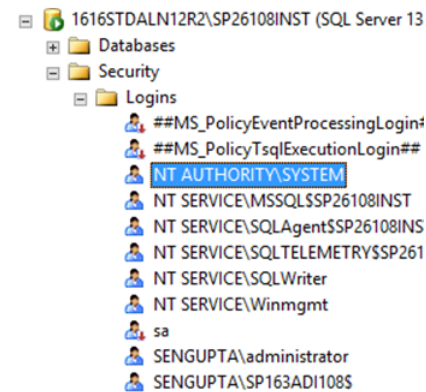 1616STDALN12R2\SP26108INST (SQL Server 13
Databases
Security
Logins
##MS_PolicyEventProcessingLogin#
##MS_PolicyTsqlExecutionLogin##
NT AUTHORITY\SYSTEM
NT SERVICE\MSSQL$SP26108INST
NT SERVICE\SQLAgent$SP26108INS
NT SERVICE\SQLTELEMETRY$SP261
NT SERVICE\SQLWriter
NT SERVICE\Winmgmt
sa
SENGUPTA\administrator
SENGUPTA\SP163ADI108$